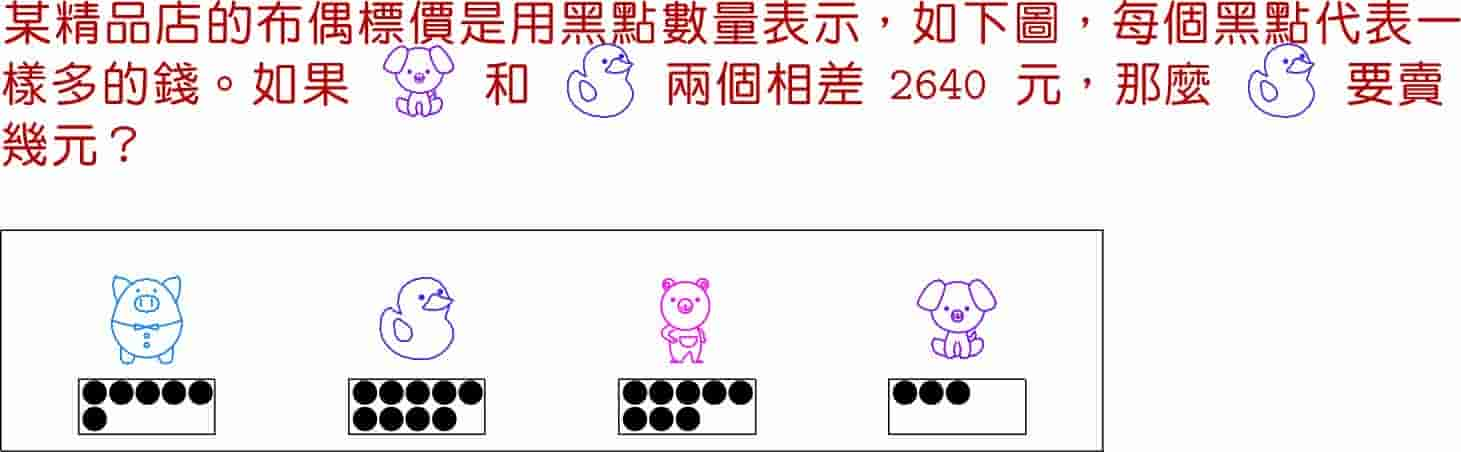 某精品店的布偶標價是用黑點數量表示，如下圖，每個黑點代表一
樣多的錢。如果 和 兩個相差 2640 元，那麼 要賣
幾元？